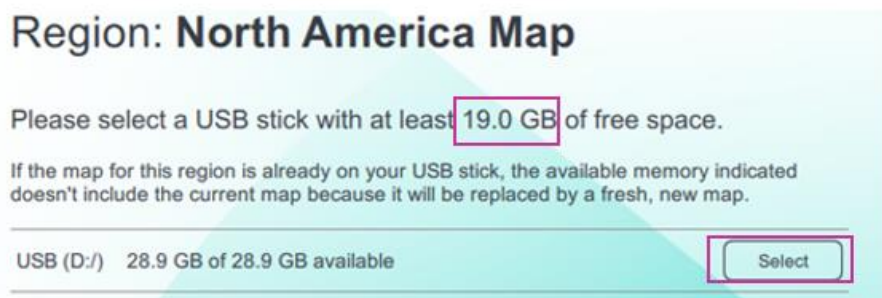 Region: North America Map
Please select a USB stick with at least 19.0 GB of free space.
If the map for this region is already on your USB stick, the available memory indicated
doesn't include the current map because it will be replaced by a fresh, new map.
USB (D:/) 28.9 GB of 28.9 GB available Select